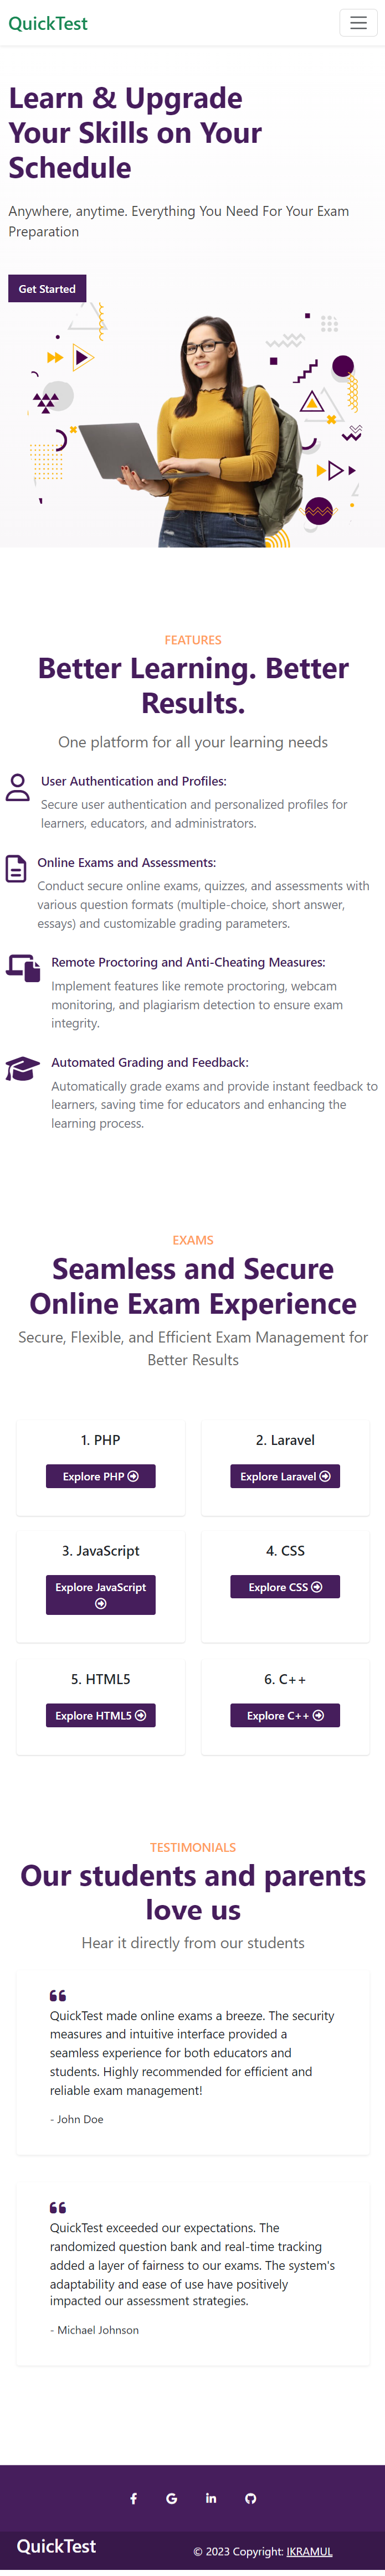 QuickTest
Learn & Upgrade
Your Skills on Your
Schedule
Anywhere, anytime. Everything You Need For Your Exam
Preparation
Get Started
FEATURES
Better Learning. Better
Results.
One platform for all your learning needs
User Authentication and Profiles:
Secure user authentication and personalized profiles for
learners, educators, and administrators.
Online Exams and Assessments:
Conduct secure online exams, quizzes, and assessments with
various question formats (multiple-choice, short answer,
essays) and customizable grading parameters.
Remote Proctoring and Anti-Cheating Measures:
Implement features like remote proctoring, webcam
monitoring, and plagiarism detection to ensure exam
integrity.
Automated Grading and Feedback:
Automatically grade exams and provide instant feedback to
learners, saving time for educators and enhancing the
learning process.
EXAMS
Seamless and Secure
Online Exam Experience
Secure, Flexible, and Efficient Exam Management for
Better Results
1. PHP
Explore PHP
2. Laravel
Explore Laravel
3. JavaScript
Explore JavaScript
4. CSS
Explore CSS
5. HTML5
Explore HTML5
6. C++
Explore C++
TESTIMONIALS
Our students and parents
love us
Hear it directly from our students
QuickTest made online exams a breeze. The security
measures and intuitive interface provided a
seamless experience for both educators and
students. Highly recommended for efficient and
reliable exam management!
- John Doe
QuickTest exceeded our expectations. The
randomized question bank and real-time tracking
added a layer of fairness to our exams. The system's
adaptability and ease of use have positively
impacted our assessment strategies.
- Michael Johnson
QuickTest
© 2023 Copyright: IKRAMUL